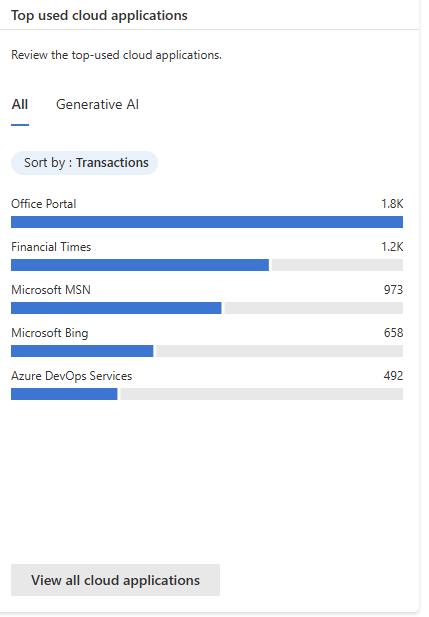 Top used cloud applications
Review the top-used cloud applications.
All Generative AI
Sort by : Transactions
Office Portal 1.8K
Financial Times 1.2K
Microsoft MSN 973
Microsoft Bing 658
Azure DevOps Services 492
View all cloud applications